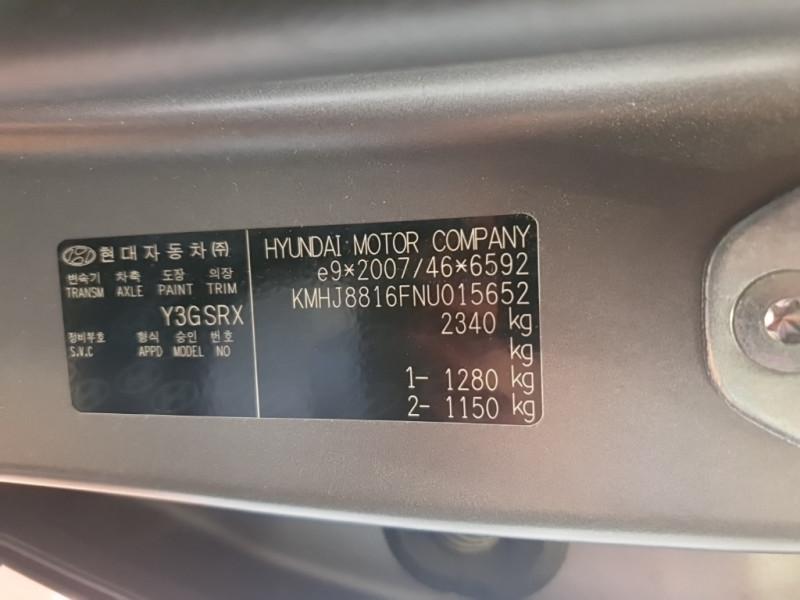 현대자동차㈜
변속기 차축 도장 의장
TRANSM AXLE PAINT TRIM
Y3G SRX
정비부호 형식 승인 번호
S.V.C APPD MODEL NO
HYUNDAI MOTOR COMPANY
e9*2007/46*6592
KMHJ8816FNU015652
2340 kg
kg
1- 1280 kg
2- 1150 kg